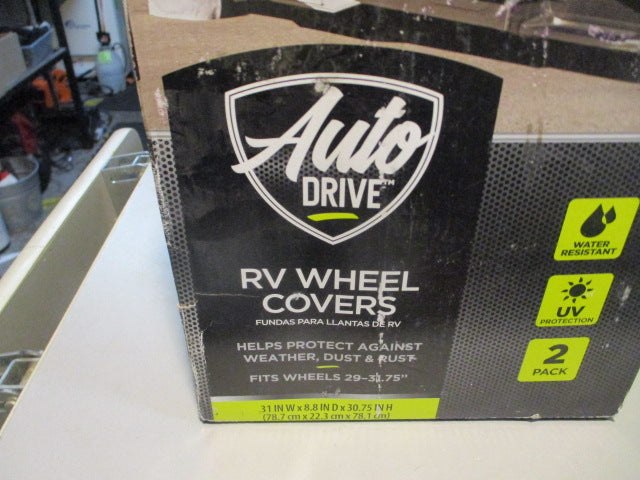 Auto
DRIVE™
RV WHEEL
COVERS
FUNDAS PARA LLANTAS DE RV
HELPS PROTECT AGAINST
WEATHER, DUST & RUST
FITS WHEELS 29-31.75"
31 IN W x 8.8 IN D x 30.75 IN H
(78.7 cm x 22.3 cm x 78.1 cm)
WATER
RESISTANT
UV
PROTECTION
2
PACK